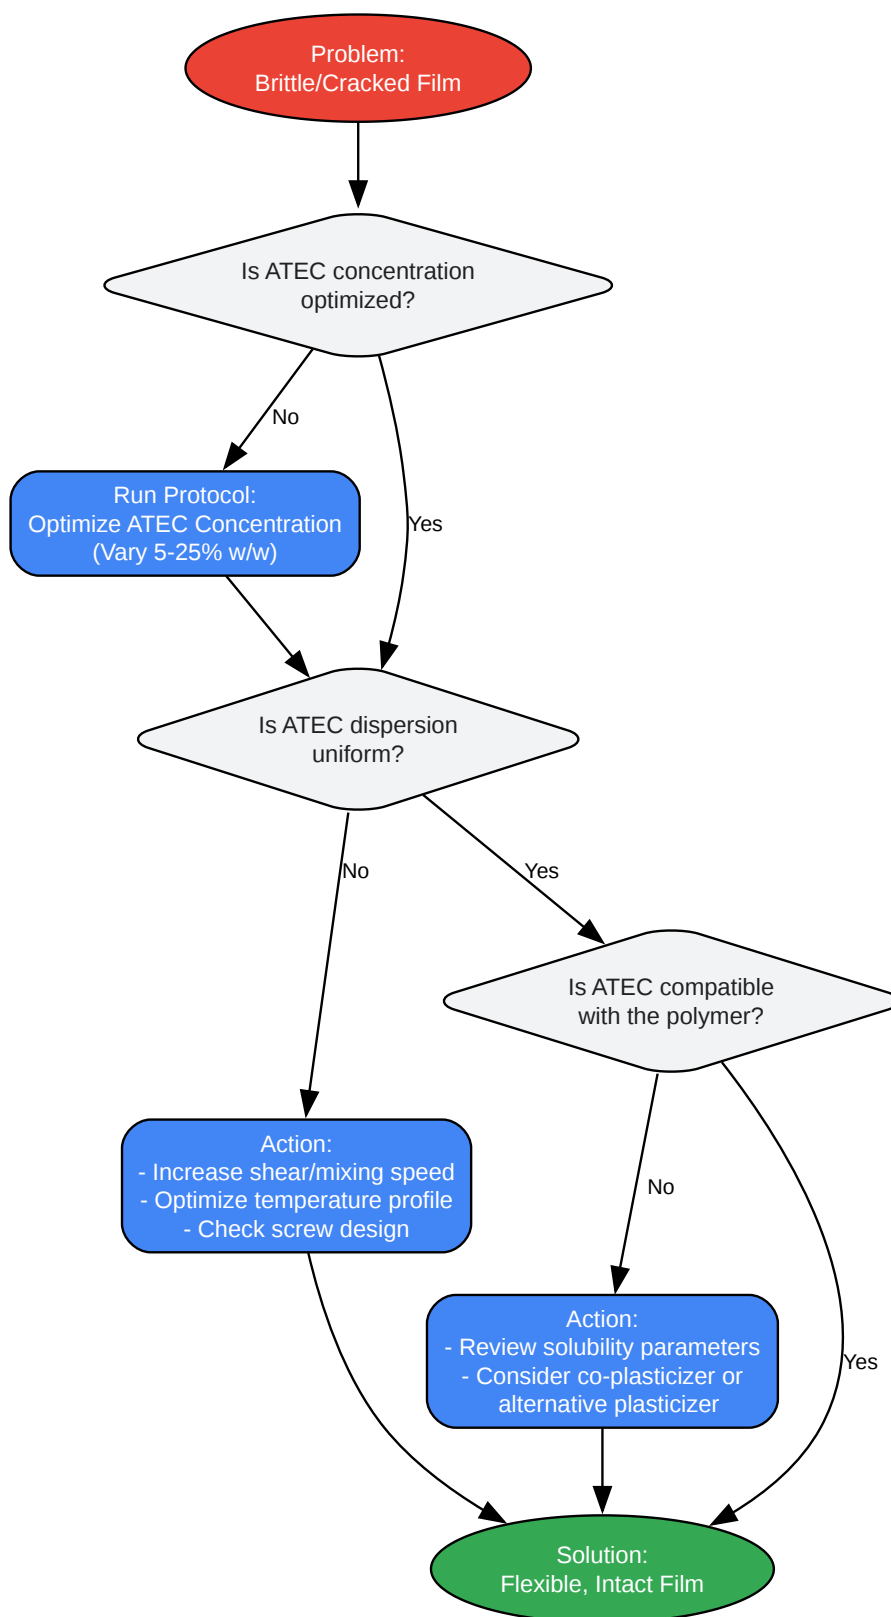 Problem:
Brittle/Cracked Film
Is ATEC concentration
optimized?
No
Run Protocol:
Optimize ATEC Concentration
(Vary 5-25% w/w)
Yes
Is ATEC dispersion
uniform?
No
Yes
Is ATEC compatible
with the polymer?
Action:
- Increase shear/mixing speed
- Optimize temperature profile
- Check screw design
No
Action:
- Review solubility parameters
- Consider co-plasticizer or
alternative plasticizer
Yes
Solution:
Flexible, Intact Film